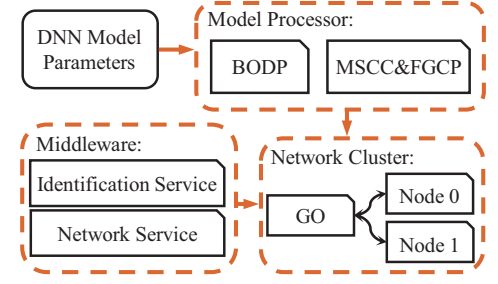 DNN Model
Parameters
Model Processor:
BODP
MSCC&FGCP
Middleware:
Identification Service
Network Service
Network Cluster:
GO
Node 0
Node 1